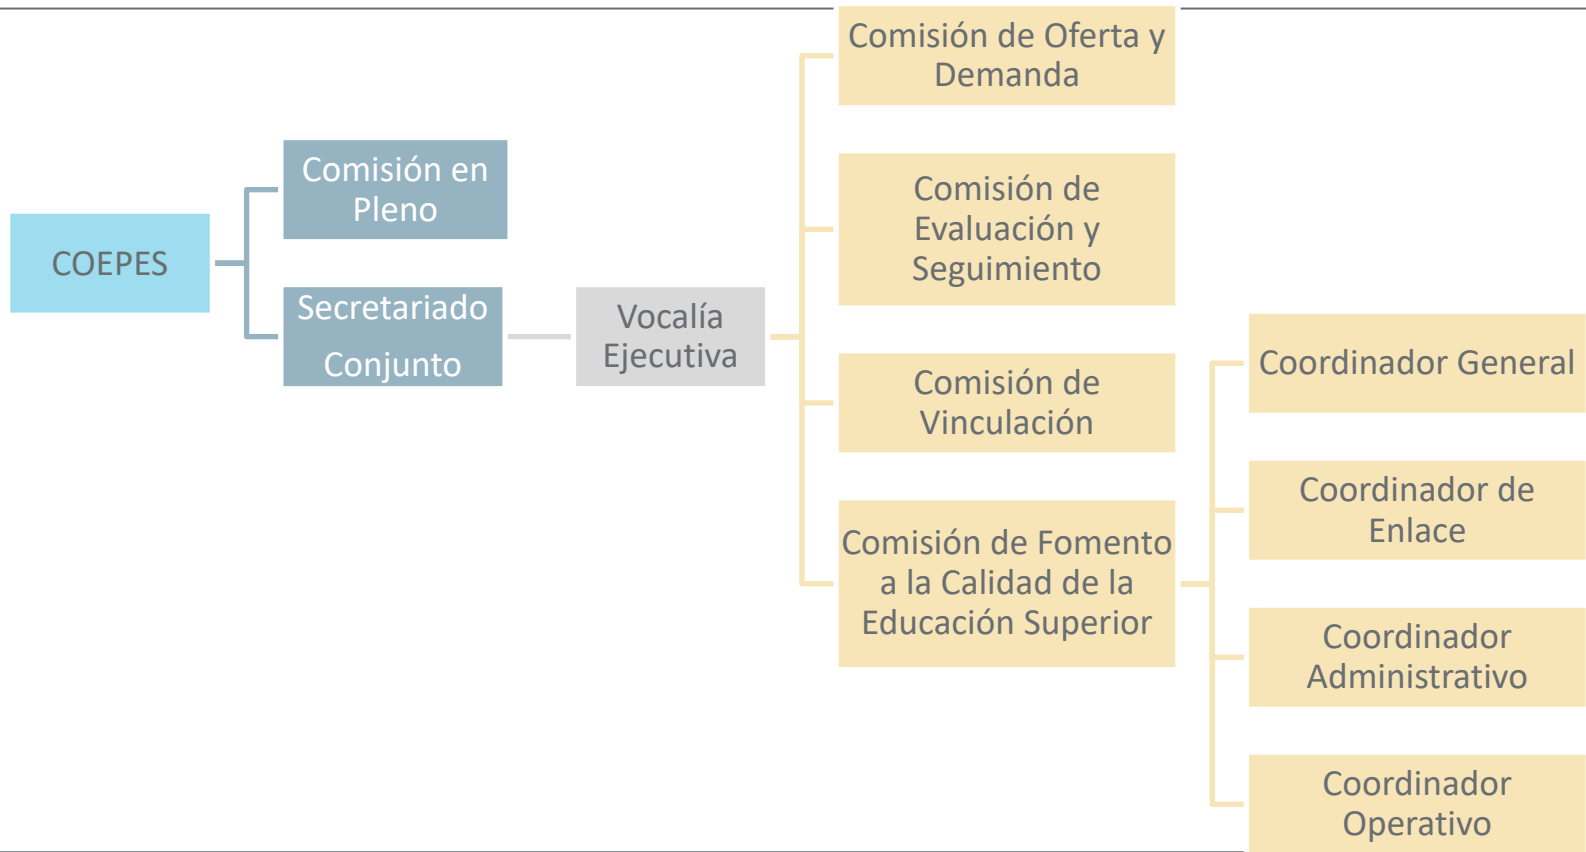 COEPES
Comisión en
Pleno
Secretariado
Conjunto
Vocalía
Ejecutiva
Comisión de Oferta y
Demanda
Comisión de
Evaluación y
Seguimiento
Comisión de
Vinculación
Comisión de Fomento
a la Calidad de la
Educación Superior
Coordinador General
Coordinador de
Enlace
Coordinador
Administrativo
Coordinador
Operativo